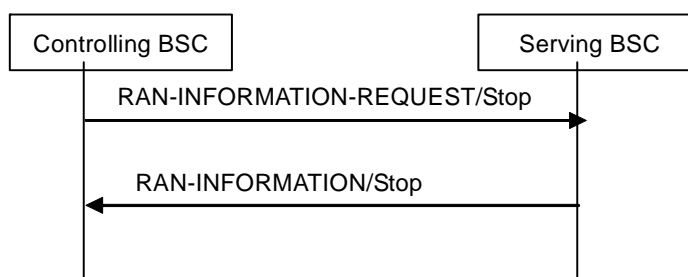 Controlling BSC
Serving BSC
RAN-INFORMATION-REQUEST/Stop
RAN-INFORMATION/Stop